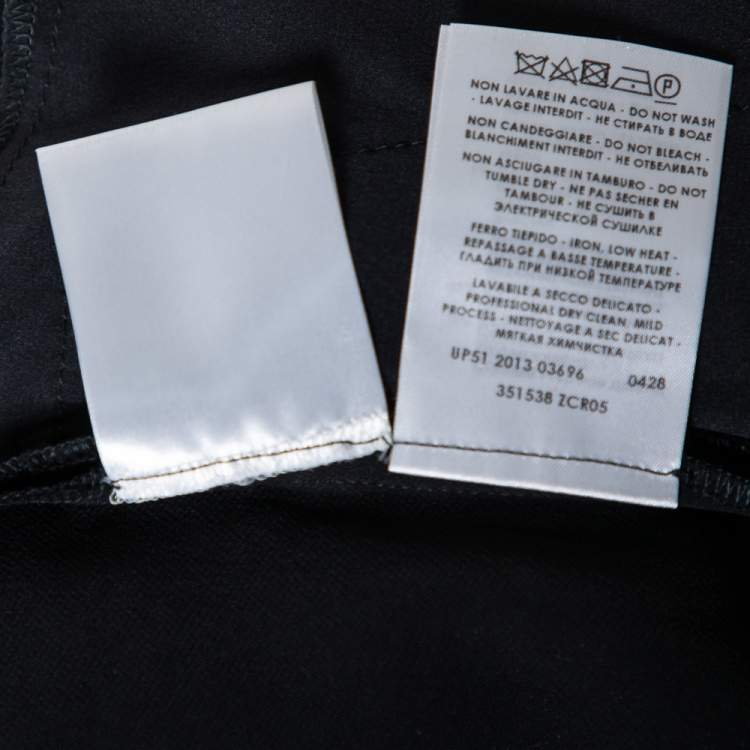 P
NON LAVARE IN ACQUA - DO NOT WASH
- LAVAGE INTERDIT - НЕ СТИРАТЬ В ВОДЕ
NON CANDEGGIARE - DO NOT BLEACH -
BLANCHIMENT INTERDIT - НЕ ОТБЕЛИВАТЬ
NON ASCIUGARE IN TAMBURO - DO NOT
TUMBLE DRY - NE PAS SECHER EN
TAMBOUR - НЕ СУШИТЬ В
ЭЛЕКТРИЧЕСКОЙ СУШИЛКЕ
FERRO TIEPIDO - IRON, LOW HEAT -
REPASSAGE A BASSE TEMPERATURE -
ГЛАДИТЬ ПРИ НИЗКОЙ ТЕМПЕРАТУРЕ
LAVABILE A SECCO DELICATO -
PROFESSIONAL DRY CLEAN, MILD
PROCESS - NETTOYAGE A SEC DELICAT -
МЯГКАЯ ХИМЧИСТКА
UP51 2013 03696 0428
351538 ZCR05